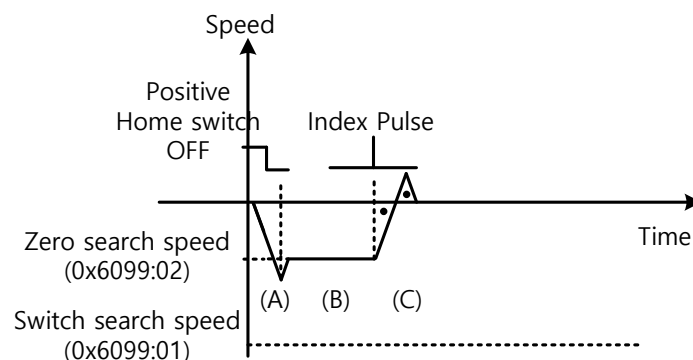 Speed
Positive
Home switch
OFF
Index Pulse
Time
Zero search speed
(0x6099:02)
(A)
(B)
(C)
Switch search speed
(0x6099:01)